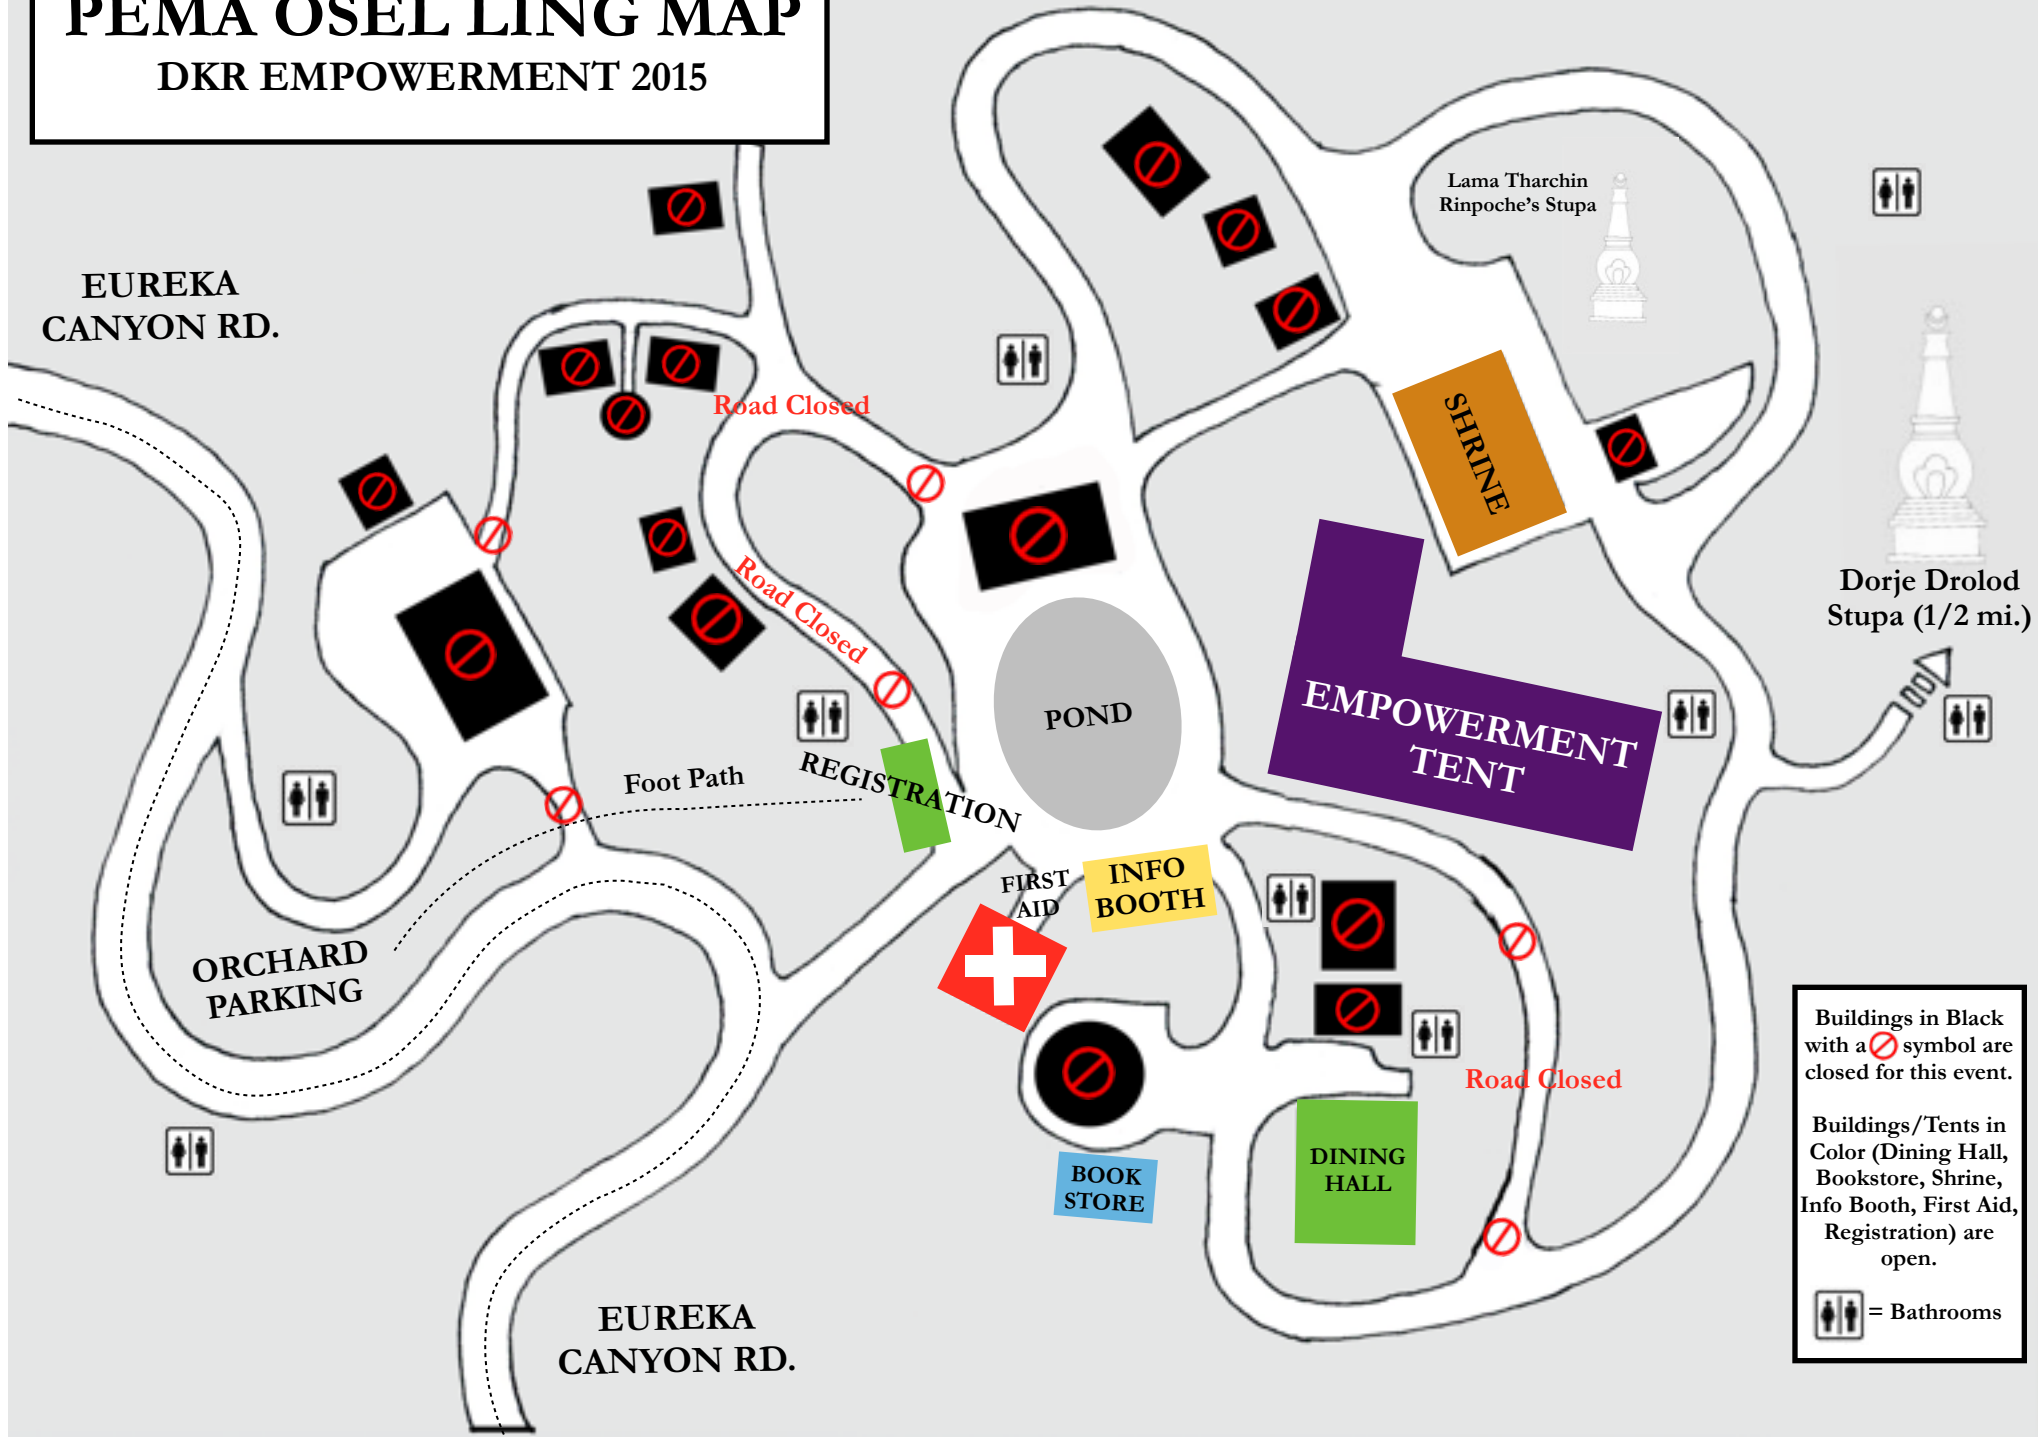 PEMA OSEL LING MAP
DKR EMPOWERMENT 2015
Lama Tharchin
Rinpoche's Stupa
EUREKA
CANYON RD.
Road Closed
SHRINE
Road Closed
Dorje Drolod
Stupa (1/2 mi.)
POND
EMPOWERMENT
TENT
Foot Path
REGISTRATION
FIRST
AID
INFO
BOOTH
ORCHARD
PARKING
Road Closed
DINING
HALL
BOOK
STORE
Buildings in Black
with a symbol are
closed for this event.
Buildings/Tents in
Color (Dining Hall,
Bookstore, Shrine,
Info Booth, First Aid,
Registration) are
open.
= Bathrooms
EUREKA
CANYON RD.